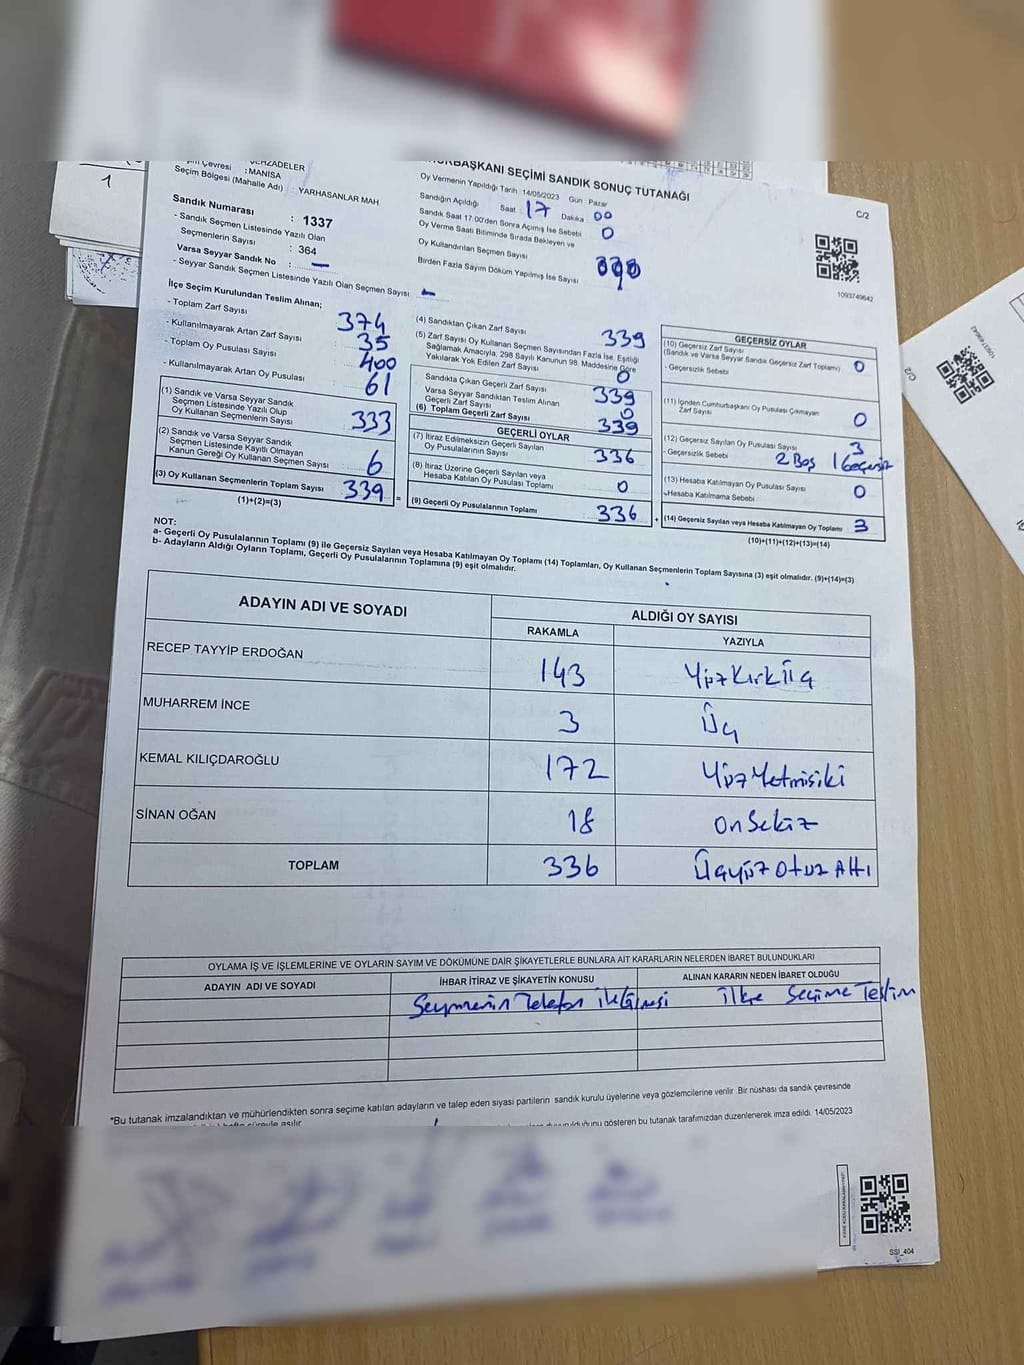 1
C/2
MANİSA
Seçim Bölgesi (Mahalle Adı) : YARHASANLAR MAH
Sandık Numarası : 1337
- Sandık Seçmen Listesinde Yazılı Olan
Seçmenlerin Sayısı : 364
Varsa Seyyar Sandık No : -
- Seyyar Sandık Seçmen Listesinde Yazılı Olan Seçmen Sayısı -
BAŞKANI SEÇİMİ SANDIK SONUÇ TUTANAĞI
Oy Vermenin Yapıldığı Tarih 14/05/2023 Gün : Pazar
Sandığın Açıldığı Saat : 17 Dakika 00
Sandık Saat 17:00'den Sonra Açımış İse Sebebi
Oy Verme Saati Bitiminde Sırada Bekleyen ve 0
Oy Kullandırılan Seçmen Sayısı
Birden Fazla Sayım Döküm Yapılmış İse Sayısı
1093749642
İlçe Seçim Kurulundan Teslim Alınan;
- Toplam Zarf Sayısı 374
- Kullanılmayarak Artan Zarf Sayısı 35
- Toplam Oy Pusulası Sayısı 400
- Kullanılmayarak Artan Oy Pusulası 61
(1) Sandık ve Varsa Seyyar Sandık
Seçmen Listesinde Yazılı Olup
Oy Kullanan Seçmenlerin Sayısı 333
(2) Sandık ve Varsa Seyyar Sandık
Seçmen Listesinde Kayıtlı Olmayan
Kanun Gereği Oy Kullanan Seçmen Sayısı 6
(3) Oy Kullanan Seçmenlerin Toplam Sayısı 339 =
(1)+(2)=(3)
(4) Sandıktan Çıkan Zarf Sayısı 339
(5) Zarf Sayısı Oy Kullanan Seçmen Sayısından Fazla İse, Eşitliği
Sağlamak Amacıyla, 298 Sayılı Kanunun 98. Maddesine Göre
Yakılarak Yok Edilen Zarf Sayısı 0
Sandıkta Çıkan Geçerli Zarf Sayısı 339
Varsa Seyyar Sandıktan Teslim Alınan
Geçerli Zarf Sayısı 0
(6) Toplam Geçerli Zarf Sayısı 339
GEÇERLİ OYLAR
(7) İtiraz Edilmeksizin Geçerli Sayılan
Oy Pusulalarının Sayısı 336
(8) İtiraz Üzerine Geçerli Sayılan veya
Hesaba Katılan Oy Pusulası Toplamı 0
(9) Geçerli Oy Pusulalarının Toplamı 336 +
GEÇERSİZ OYLAR
(10) Geçersiz Zarf Sayısı
(Sandık ve Varsa Seyyar Sandık Geçersiz Zarf Toplamı) 0
- Geçersizlik Sebebi
(11) İçinden Cumhurbaşkanı Oy Pusulası Çıkmayan
Zarf Sayısı 0
(12) Geçersiz Sayılan Oy Pusulası Sayısı 3
- Geçersizlik Sebebi 2 Boş 1 Geçersiz
(13) Hesaba Katılmayan Oy Pusulası Sayısı 0
- Hesaba Katılmama Sebebi
(14) Geçersiz Sayılan veya Hesaba Katılmayan Oy Toplamı 3
(10)+(11)+(12)+(13)=(14)
NOT:
a- Geçerli Oy Pusulalarının Toplamı (9) ile Geçersiz Sayılan veya Hesaba Katılmayan Oy Toplamı (14) Toplamları, Oy Kullanan Seçmenlerin Toplam Sayısına (3) eşit olmalıdır. (9)+(14)=(3)
b- Adayların Aldığı Oyların Toplamı, Geçerli Oy Pusulalarının Toplamına (9) eşit olmalıdır.
ADAYIN ADI VE SOYADI ALDIĞI OY SAYISI
RAKAMLA YAZIYLA
RECEP TAYYİP ERDOĞAN 143 Yüz Kırk Üç
MUHARREM İNCE 3 Üç
KEMAL KILIÇDAROĞLU 172 Yüz Yetmişiki
SİNAN OĞAN 18 On Sekiz
TOPLAM 336 Üçyüz Otuz Altı
OYLAMA İŞ VE İŞLEMLERİNE VE OYLARIN SAYIM VE DÖKÜMÜNE DAİR ŞİKAYETLERLE BUNLARA AİT KARARLARIN NELERDEN İBARET BULUNDUKLARI
ADAYIN ADI VE SOYADI İHBAR İTİRAZ VE ŞİKAYETİN KONUSU ALINAN KARARIN NEDEN İBARET OLDUĞU
Seçmenin Telefon İle İlçe Seçime Teslim
*Bu tutanak imzalandıktan ve mühürlendikten sonra seçime katılan adayların ve talep eden siyasi partilerin sandık kurulu üyelerine veya gözlemcilerine verilir. Bir nüshası da sandık çevresinde
duyurulduğunu gösteren bu tutanak tarafımızdan düzenlenerek imza edildi. 14/05/2023
SSİ_404